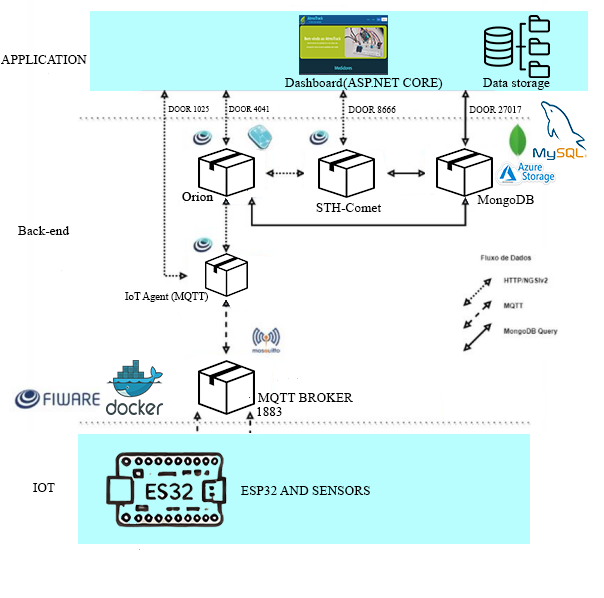 APPLICATION
Dashboard(ASP.NET CORE)
Data storage
DOOR 1025
DOOR 4041
DOOR 8666
DOOR 27017
MySQL
Azure
Storage
Orion
STH-Comet
MongoDB
Back-end
IoT Agent (MQTT)
Fluxo de Dados
HTTP/NGSIv2
MQTT
MongoDB Query
mosquitto
FIWARE
docker
MQTT BROKER
1883
IOT
ES32
ESP32 AND SENSORS